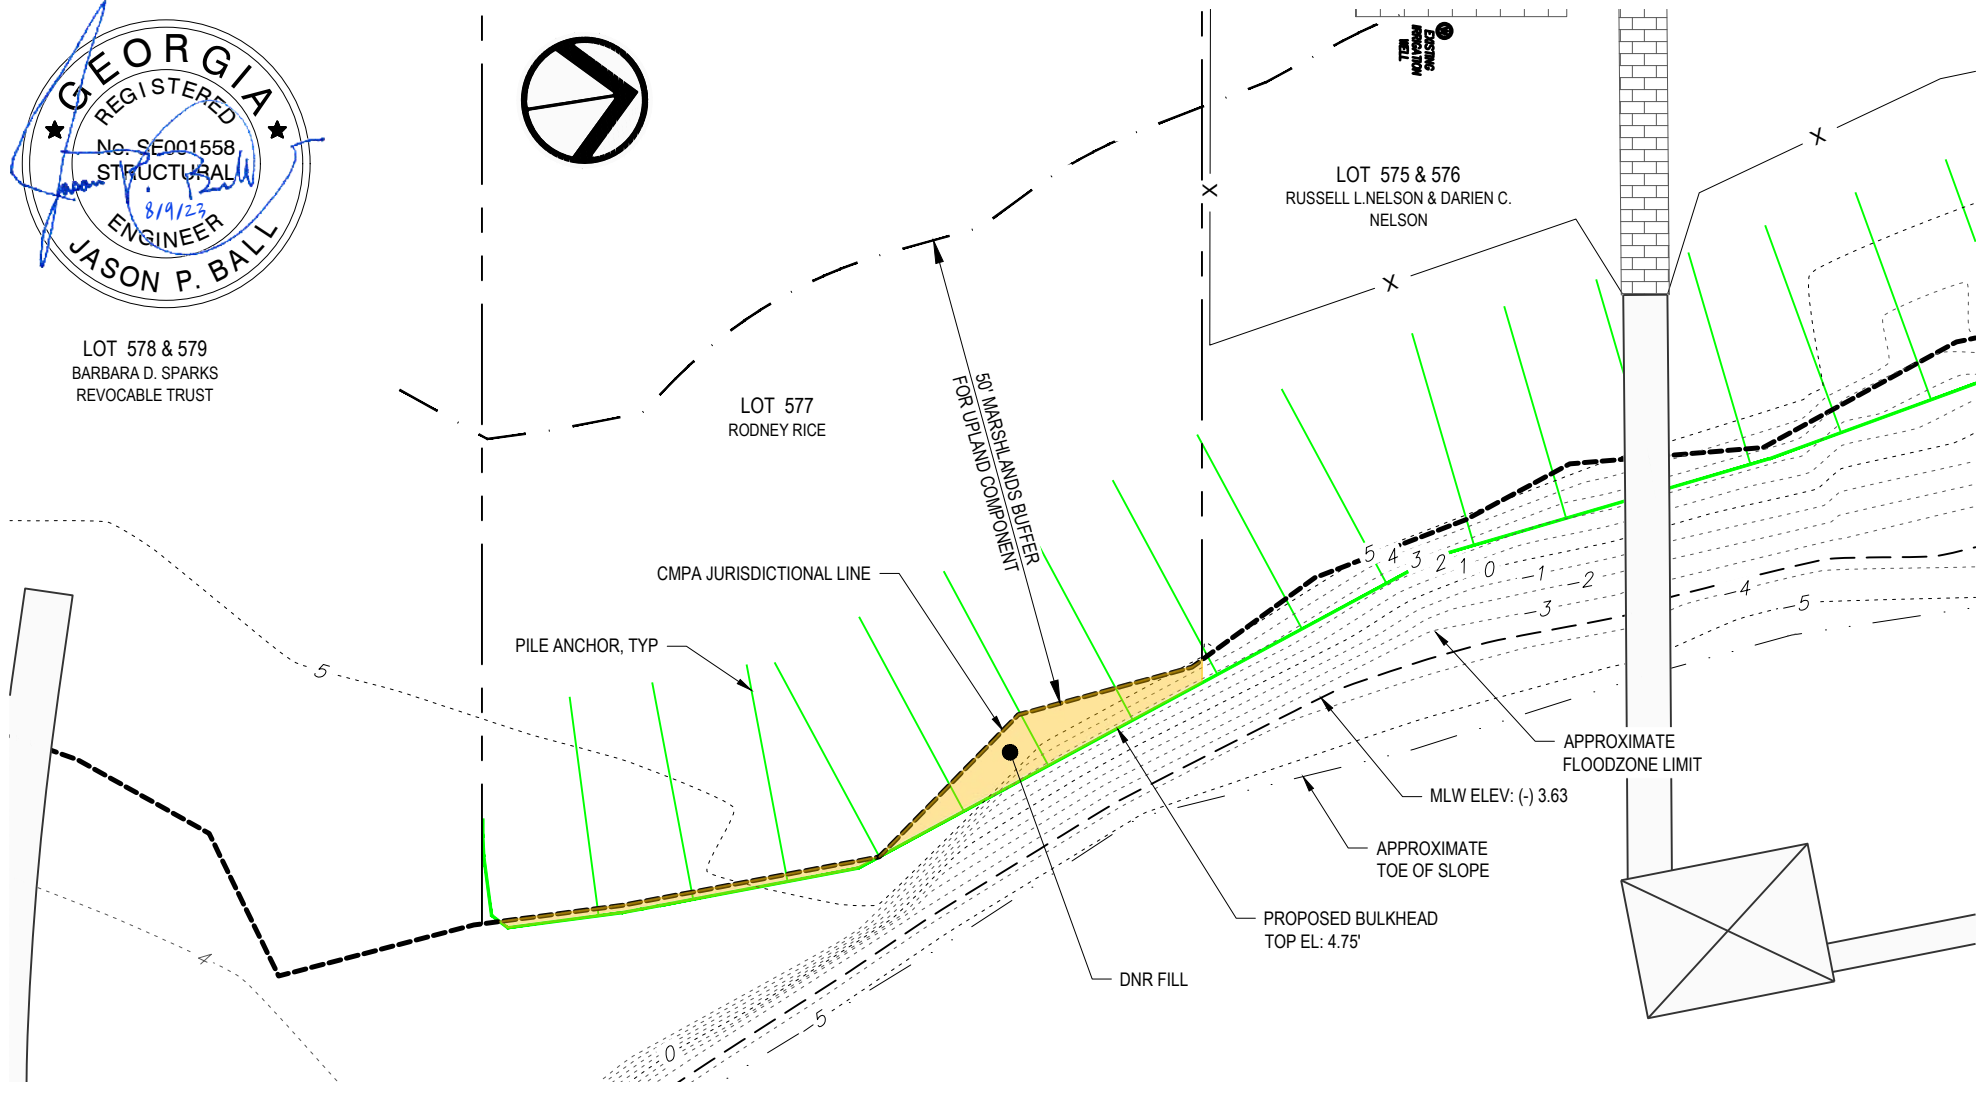 GEORGIA
REGISTERED
No. SE001558
STRUCTURAL
8/9/23
ENGINEER
JASON P. BALL
LOT 578 & 579
BARBARA D. SPARKS
REVOCABLE TRUST
EXISTING
IRRIGATION
WELL
W
X
LOT 575 & 576
RUSSELL L.NELSON & DARIEN C.
NELSON
X
X
LOT 577
RODNEY RICE
50' MARSHLANDS BUFFER
FOR UPLAND COMPONENT
CMPA JURISDICTIONAL LINE
PILE ANCHOR, TYP
5
4
5 4 3 2 1 0 -1 -2
-3
-4
-5
APPROXIMATE
FLOODZONE LIMIT
MLW ELEV: (-) 3.63
APPROXIMATE
TOE OF SLOPE
PROPOSED BULKHEAD
TOP EL: 4.75'
DNR FILL
0
-5